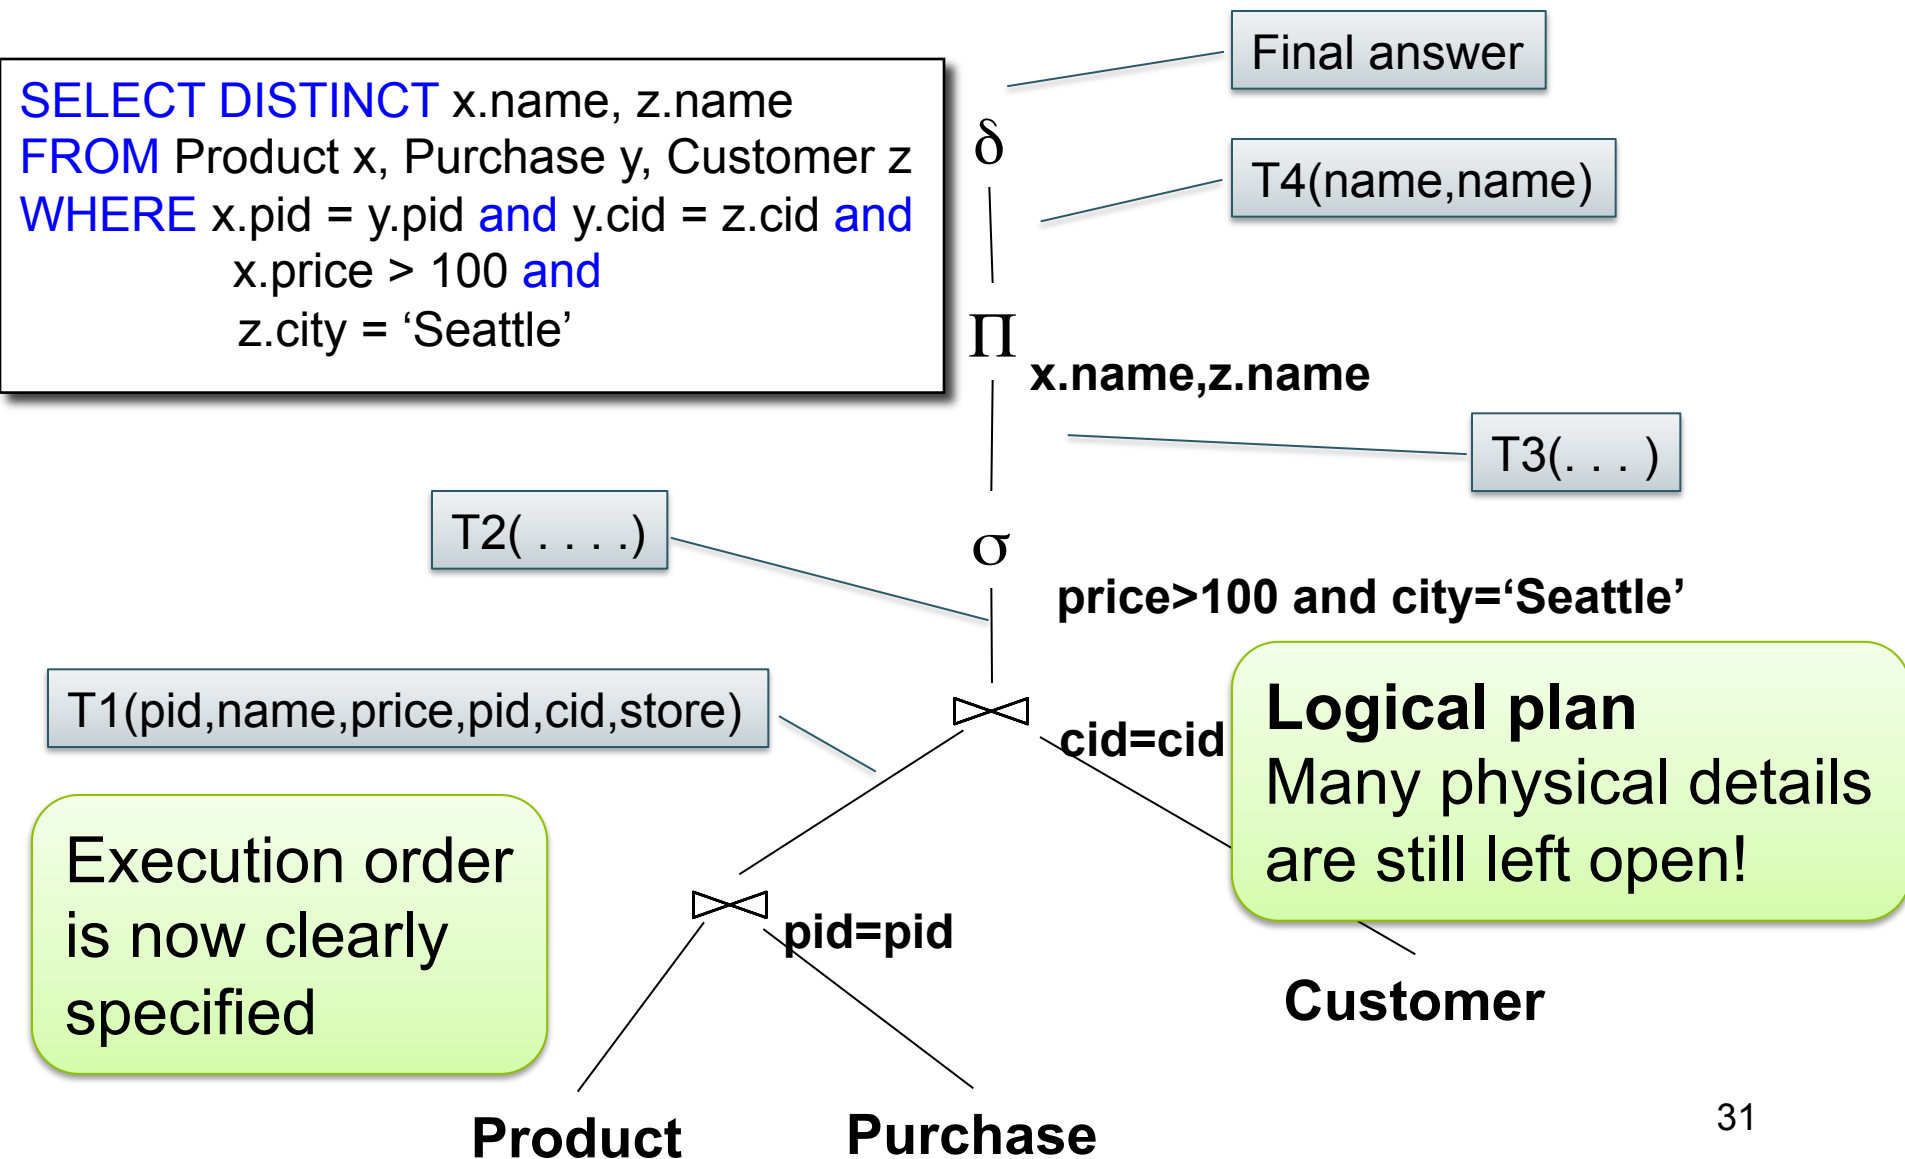 SELECT DISTINCT x.name, z.name
FROM Product x, Purchase y, Customer z
WHERE x.pid = y.pid and y.cid = z.cid and
x.price > 100 and
z.city = ‘Seattle’
Final answer
δ
T4(name,name)
Π
x.name,z.name
T3(. . . )
T2( . . . .)
σ
price>100 and city=‘Seattle’
T1(pid,name,price,pid,cid,store)
cid=cid
Logical plan
Many physical details
are still left open!
Execution order
is now clearly
specified
pid=pid
Customer
Product
Purchase
31